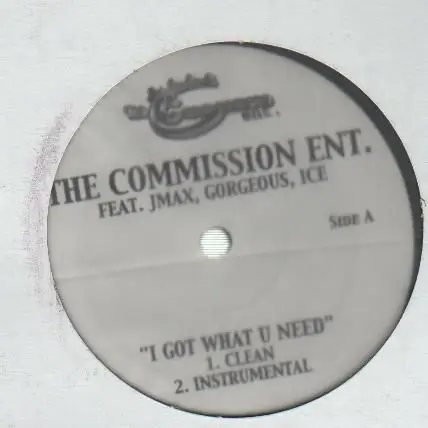 THE COMMISSION ENT.
FEAT. JMAX, GORGEOUS, ICE
SIDE A
"I GOT WHAT U NEED"
1. CLEAN
2. INSTRUMENTAL